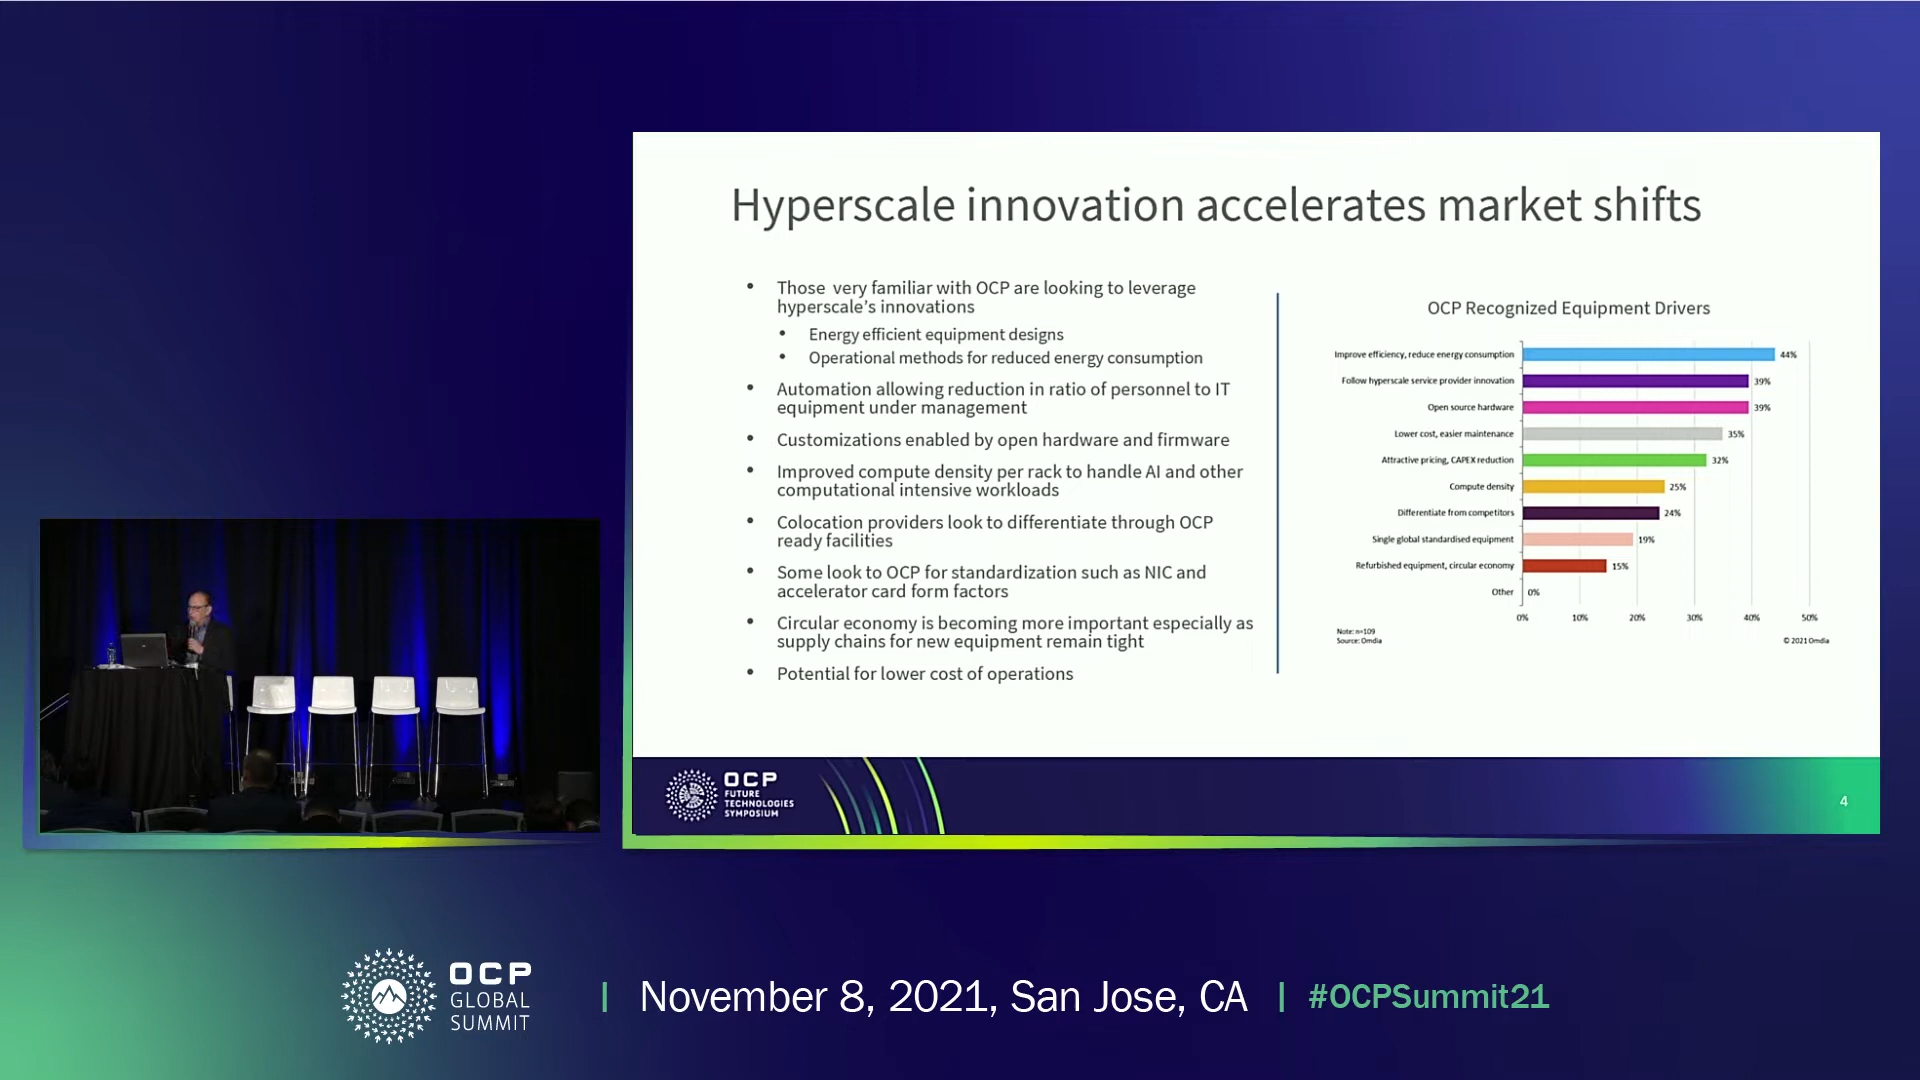 Hyperscale innovation accelerates market shifts
• Those very familiar with OCP are looking to leverage
hyperscale's innovations
• Energy efficient equipment designs
• Operational methods for reduced energy consumption
• Automation allowing reduction in ratio of personnel to IT
equipment under management
• Customizations enabled by open hardware and firmware
• Improved compute density per rack to handle AI and other
computational intensive workloads
• Colocation providers look to differentiate through OCP
ready facilities
• Some look to OCP for standardization such as NIC and
accelerator card form factors
• Circular economy is becoming more important especially as
supply chains for new equipment remain tight
• Potential for lower cost of operations
OCP Recognized Equipment Drivers
Improve efficiency, reduce energy consumption 44%
Follow hyperscale service provider innovation 39%
Open source hardware 39%
Lower cost, easier maintenance 35%
Attractive pricing, CAPEX reduction 32%
Compute density 25%
Differentiate from competitors 24%
Single global standardised equipment 19%
Refurbished equipment, circular economy 15%
Other 0%
0% 10% 20% 30% 40% 50%
Note: n=109
Source: Omdia
© 2021 Omdia
OCP
FUTURE
TECHNOLOGIES
SYMPOSIUM
4
OCP
GLOBAL
SUMMIT
| November 8, 2021, San Jose, CA | #OCPSummit21